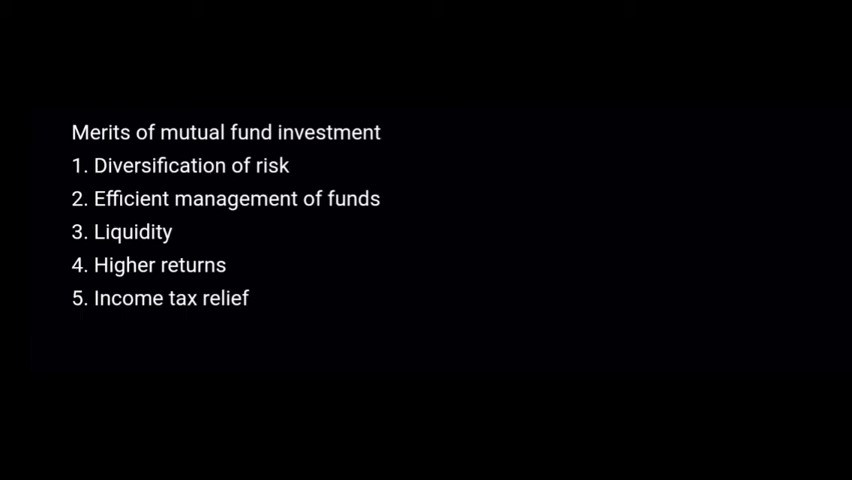 Merits of mutual fund investment
1. Diversification of risk
2. Efficient management of funds
3. Liquidity
4. Higher returns
5. Income tax relief